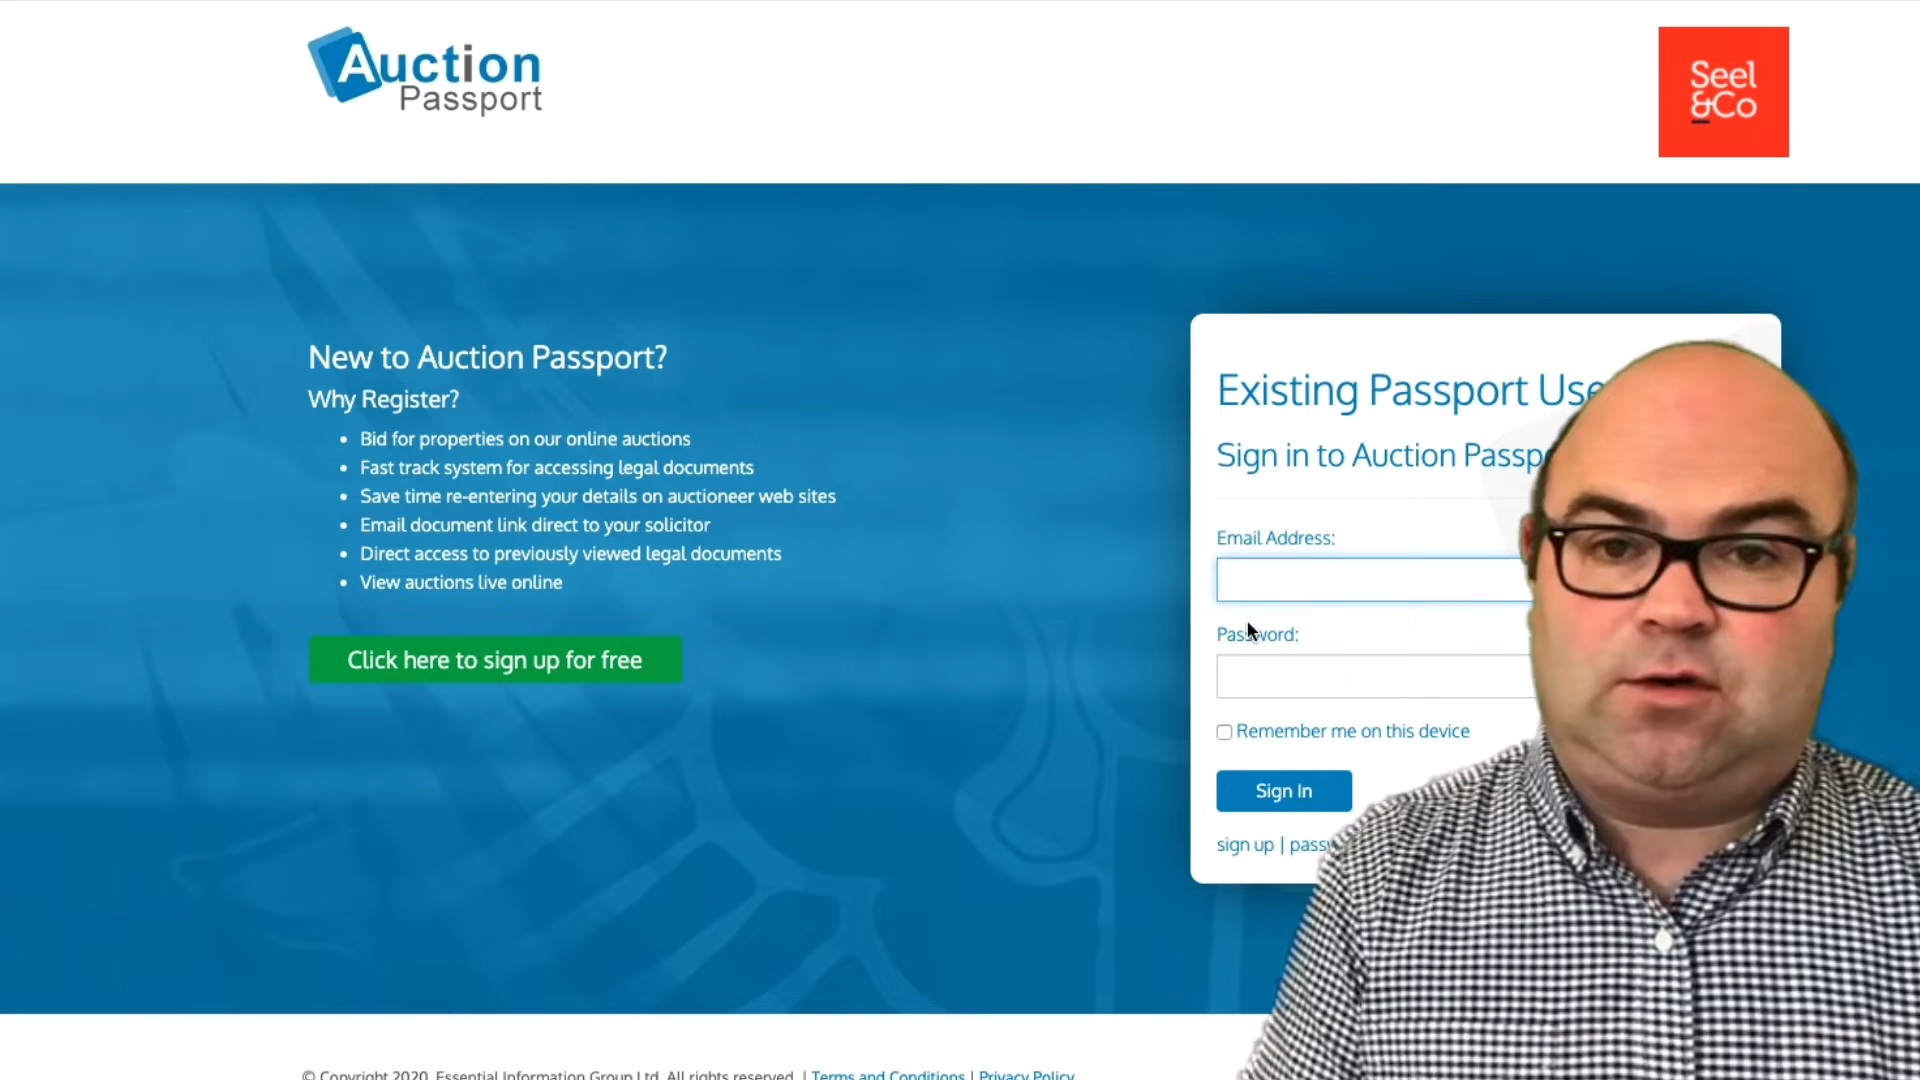 Auction
Passport
Seel
&Co
New to Auction Passport?
Why Register?
Bid for properties on our online auctions
Fast track system for accessing legal documents
Save time re-entering your details on auctioneer web sites
Email document link direct to your solicitor
Direct access to previously viewed legal documents
View auctions live online
Click here to sign up for free
Existing Passport Use
Sign in to Auction Passp
Email Address:
Password:
Remember me on this device
Sign In
sign up | passw
© Copyright 2020, Essential Information Group Ltd. All rights reserved. | Terms and Conditions | Privacy Policy